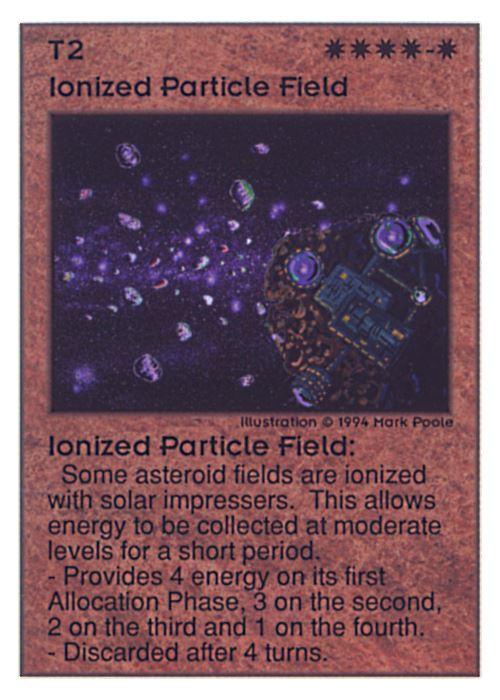 T2
Ionized Particle Field
Illustration © 1994 Mark Poole
Ionized Particle Field:
Some asteroid fields are ionized
with solar impressers. This allows
energy to be collected at moderate
levels for a short period.
- Provides 4 energy on its first
Allocation Phase, 3 on the second,
2 on the third and 1 on the fourth.
- Discarded after 4 turns.